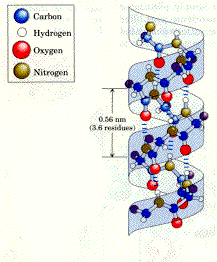 Carbon
Hydrogen
Oxygen
Nitrogen
0.56 nm
(3.6 residues)